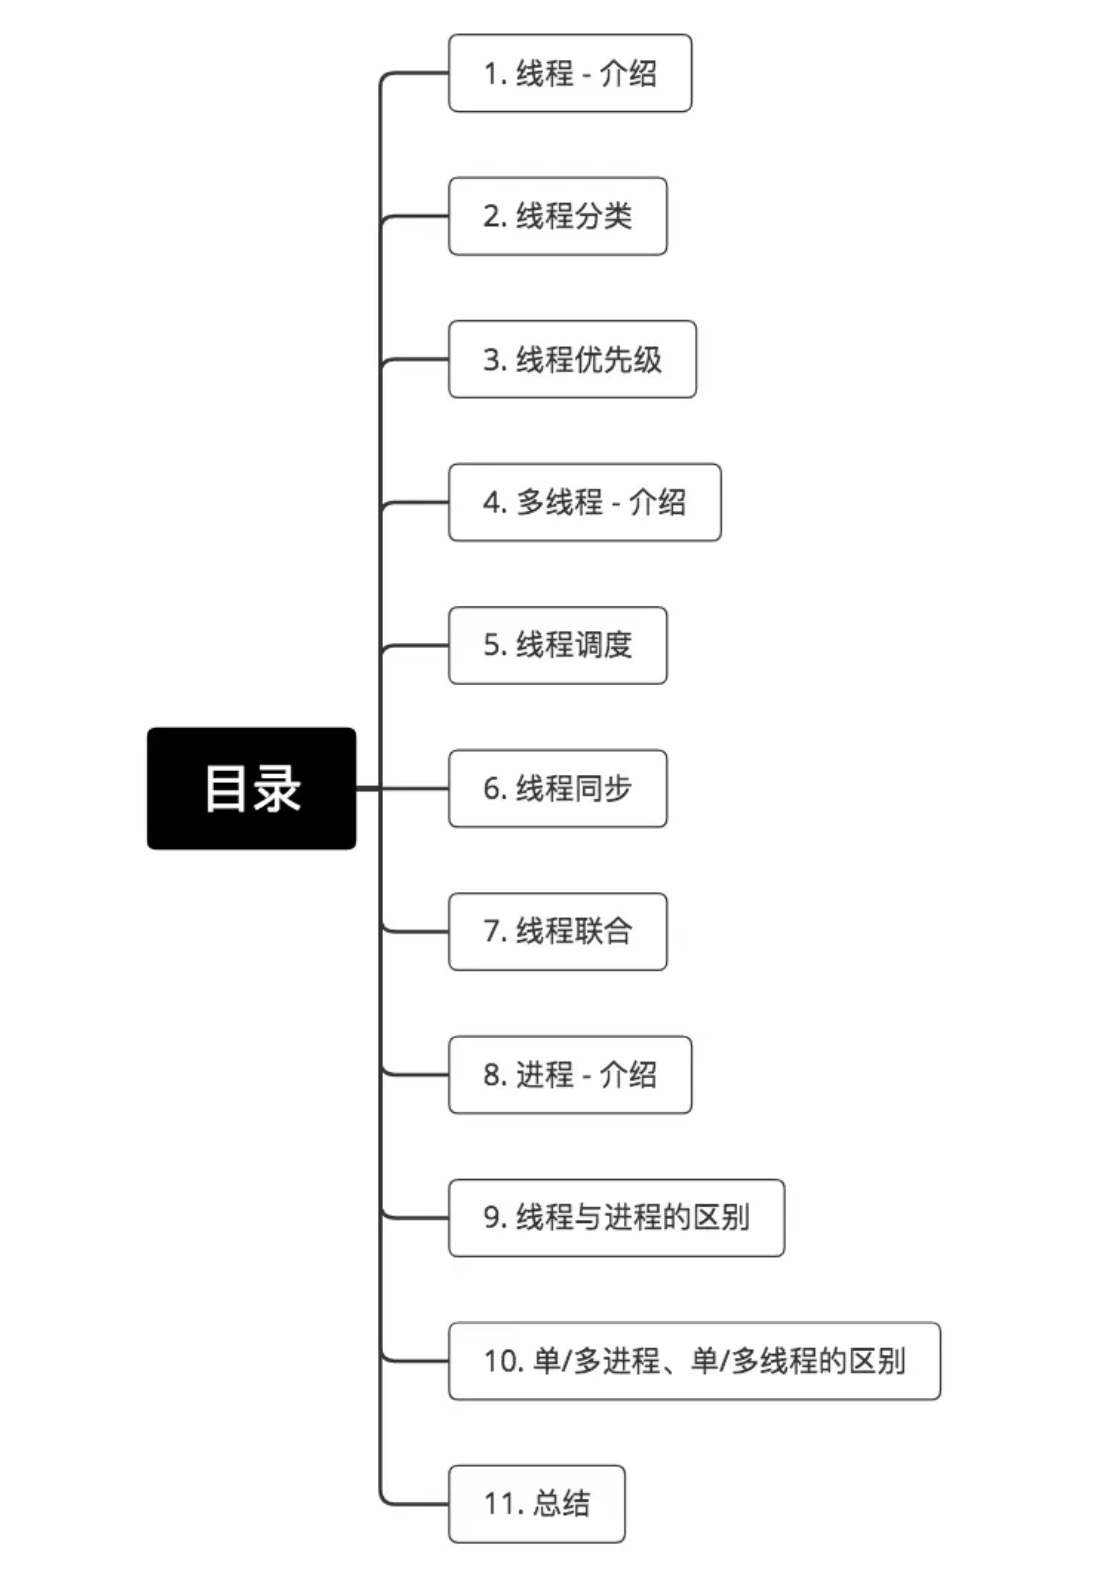 1. 线程 - 介绍
2. 线程分类
3. 线程优先级
4. 多线程 - 介绍
5. 线程调度
目录
6. 线程同步
7. 线程联合
8. 进程 - 介绍
9. 线程与进程的区别
10. 单/多进程、单/多线程的区别
11. 总结